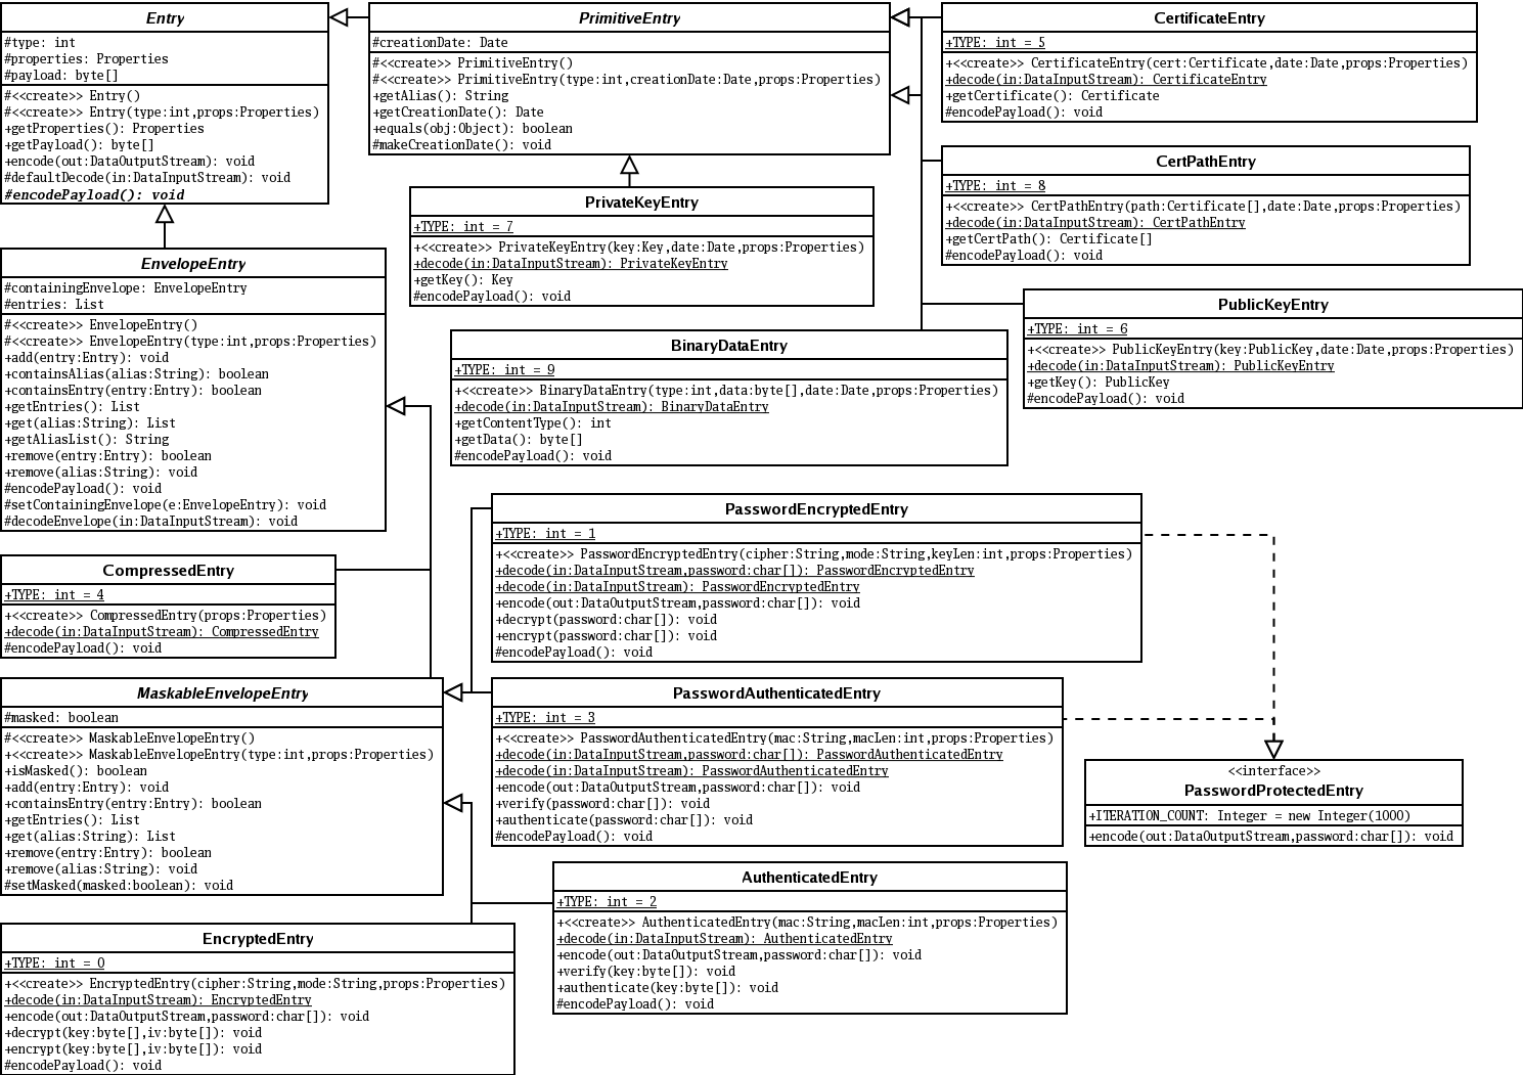 Entry
#type: int
#properties: Properties
#payload: byte[]
#<<create>> Entry()
#<<create>> Entry(type:int,props:Properties)
+getProperties(): Properties
+getPayload(): byte[]
+encode(out:DataOutputStream): void
#defaultDecode(in:DataInputStream): void
#encodePayload(): void
PrimitiveEntry
#creationDate: Date
#<<create>> PrimitiveEntry()
#<<create>> PrimitiveEntry(type:int,creationDate:Date,props:Properties)
+getAlias(): String
+getCreationDate(): Date
+equals(obj:Object): boolean
#makeCreationDate(): void
CertificateEntry
+TYPE: int = 5
+<<create>> CertificateEntry(cert:Certificate,date:Date,props:Properties)
+decode(in:DataInputStream): CertificateEntry
+getCertificate(): Certificate
#encodePayload(): void
CertPathEntry
+TYPE: int = 8
+<<create>> CertPathEntry(path:Certificate[],date:Date,props:Properties)
+decode(in:DataInputStream): CertPathEntry
+getCertPath(): Certificate[]
#encodePayload(): void
PrivateKeyEntry
+TYPE: int = 7
+<<create>> PrivateKeyEntry(key:Key,date:Date,props:Properties)
+decode(in:DataInputStream): PrivateKeyEntry
+getKey(): Key
#encodePayload(): void
EnvelopeEntry
#containingEnvelope: EnvelopeEntry
#entries: List
#<<create>> EnvelopeEntry()
#<<create>> EnvelopeEntry(type:int,props:Properties)
+add(entry:Entry): void
+containsAlias(alias:String): boolean
+containsEntry(entry:Entry): boolean
+getEntries(): List
+get(alias:String): List
+getAliasList(): String
+remove(entry:Entry): boolean
+remove(alias:String): void
#encodePayload(): void
#setContainingEnvelope(e:EnvelopeEntry): void
#decodeEnvelope(in:DataInputStream): void
PublicKeyEntry
+TYPE: int = 6
+<<create>> PublicKeyEntry(key:PublicKey,date:Date,props:Properties)
+decode(in:DataInputStream): PublicKeyEntry
+getKey(): PublicKey
#encodePayload(): void
BinaryDataEntry
+TYPE: int = 9
+<<create>> BinaryDataEntry(type:int,data:byte[],date:Date,props:Properties)
+decode(in:DataInputStream): BinaryDataEntry
+getContentType(): int
+getData(): byte[]
#encodePayload(): void
PasswordEncryptedEntry
+TYPE: int = 1
+<<create>> PasswordEncryptedEntry(cipher:String,mode:String,keyLen:int,props:Properties)
+decode(in:DataInputStream,password:char[]): PasswordEncryptedEntry
+decode(in:DataInputStream): PasswordEncryptedEntry
+encode(out:DataOutputStream,password:char[]): void
+decrypt(password:char[]): void
+encrypt(password:char[]): void
#encodePayload(): void
CompressedEntry
+TYPE: int = 4
+<<create>> CompressedEntry(props:Properties)
+decode(in:DataInputStream): CompressedEntry
#encodePayload(): void
MaskableEnvelopeEntry
#masked: boolean
#<<create>> MaskableEnvelopeEntry()
+<<create>> MaskableEnvelopeEntry(type:int,props:Properties)
+isMasked(): boolean
+add(entry:Entry): void
+containsEntry(entry:Entry): boolean
+getEntries(): List
+get(alias:String): List
+remove(entry:Entry): boolean
+remove(alias:String): void
#setMasked(masked:boolean): void
PasswordAuthenticatedEntry
+TYPE: int = 3
+<<create>> PasswordAuthenticatedEntry(mac:String,macLen:int,props:Properties)
+decode(in:DataInputStream,password:char[]): PasswordAuthenticatedEntry
+decode(in:DataInputStream): PasswordAuthenticatedEntry
+encode(out:DataOutputStream,password:char[]): void
+verify(password:char[]): void
+authenticate(password:char[]): void
#encodePayload(): void
<<interface>>
PasswordProtectedEntry
+ITERATION_COUNT: Integer = new Integer(1000)
+encode(out:DataOutputStream,password:char[]): void
AuthenticatedEntry
+TYPE: int = 2
+<<create>> AuthenticatedEntry(mac:String,macLen:int,props:Properties)
+decode(in:DataInputStream): AuthenticatedEntry
+encode(out:DataOutputStream,password:char[]): void
+verify(key:byte[]): void
+authenticate(key:byte[]): void
#encodePayload(): void
EncryptedEntry
+TYPE: int = 0
+<<create>> EncryptedEntry(cipher:String,mode:String,props:Properties)
+decode(in:DataInputStream): EncryptedEntry
+encode(out:DataOutputStream,password:char[]): void
+decrypt(key:byte[],iv:byte[]): void
+encrypt(key:byte[],iv:byte[]): void
#encodePayload(): void